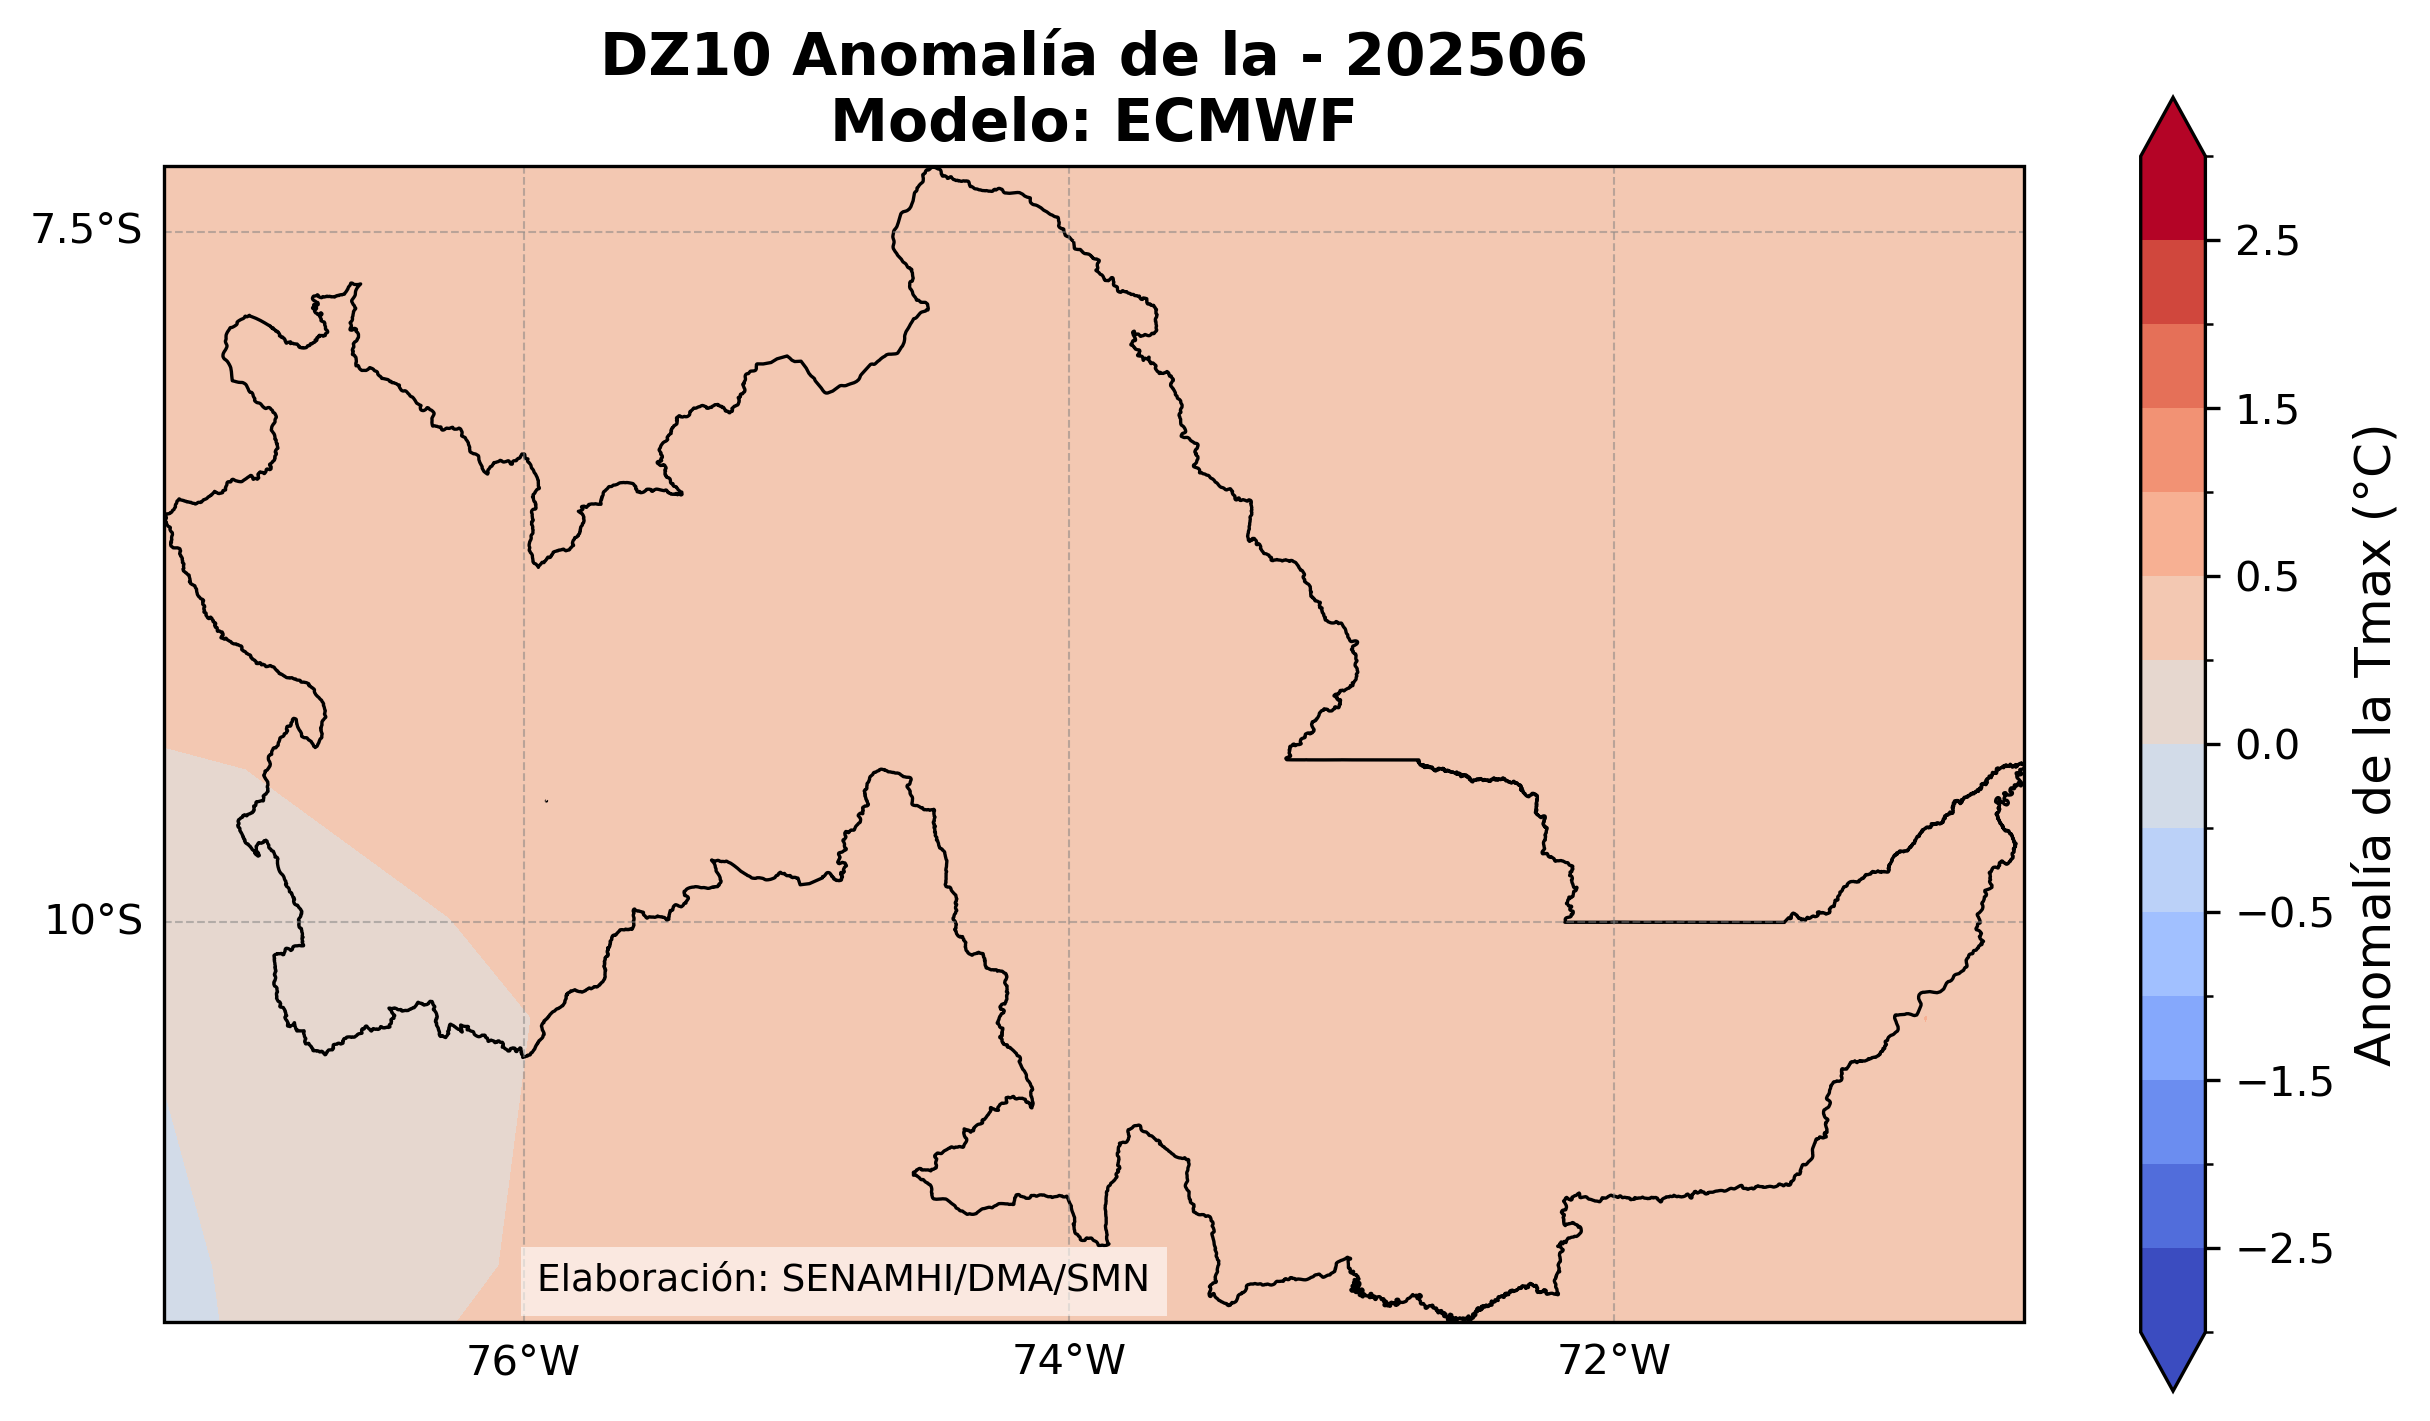 DZ10 Anomalía de la - 202506
Modelo: ECMWF
7.5°S
10°S
76°W
74°W
72°W
Elaboración: SENAMHI/DMA/SMN
2.5
1.5
0.5
0.0
−0.5
−1.5
−2.5
Anomalía de la Tmax (°C)